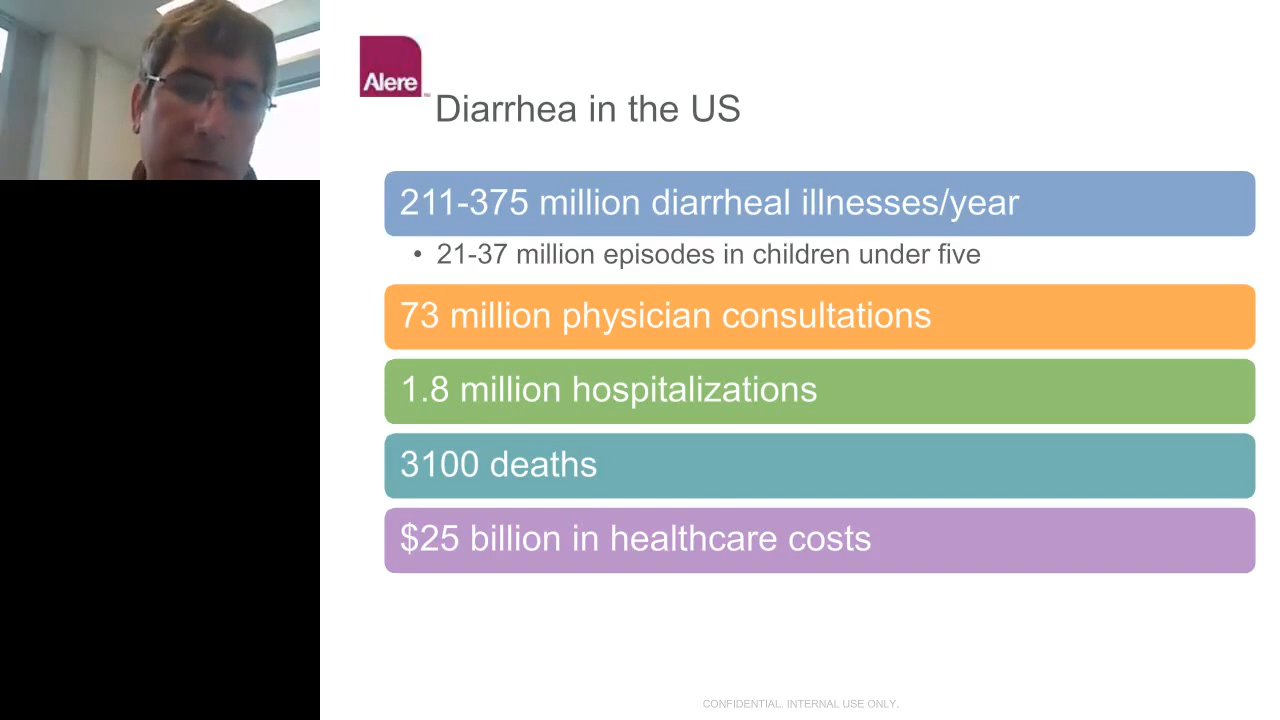 Alere
Diarrhea in the US
211-375 million diarrheal illnesses/year
• 21-37 million episodes in children under five
73 million physician consultations
1.8 million hospitalizations
3100 deaths
$25 billion in healthcare costs
CONFIDENTIAL. INTERNAL USE ONLY.